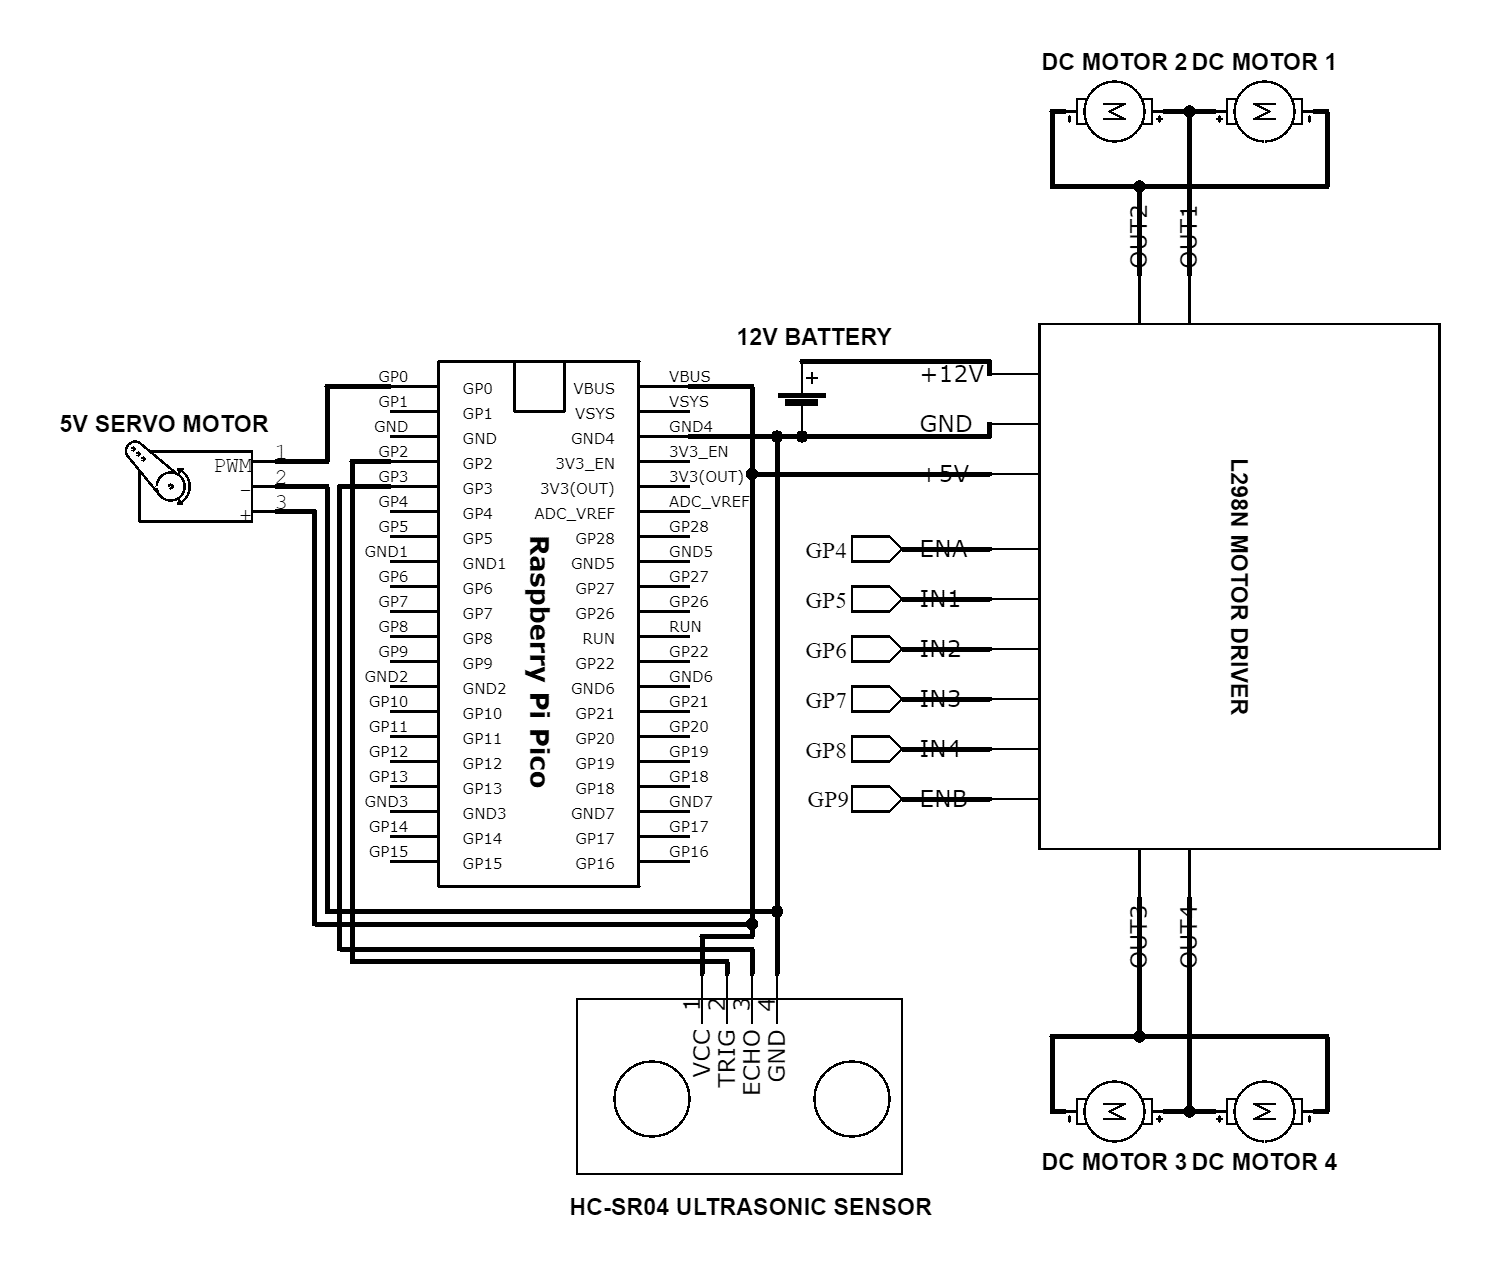 DC MOTOR 2 DC MOTOR 1
M M
- + + -
OUT2 OUT1
12V BATTERY
+
+12V
GND
+5V
GP4 ENA
GP5 IN1
GP6 IN2
GP7 IN3
GP8 IN4
GP9 ENB
L298N MOTOR DRIVER
OUT3 OUT4
- + + -
M M
DC MOTOR 3 DC MOTOR 4
5V SERVO MOTOR
PWM 1
- 2
+ 3
Raspberry Pi Pico
GP0 GP0 VBUS VBUS
GP1 GP1 VSYS VSYS
GND GND GND4 GND4
GP2 GP2 3V3_EN 3V3_EN
GP3 GP3 3V3(OUT) 3V3(OUT)
GP4 GP4 ADC_VREF ADC_VREF
GP5 GP5 GP28 GP28
GND1 GND1 GND5 GND5
GP6 GP6 GP27 GP27
GP7 GP7 GP26 GP26
GP8 GP8 RUN RUN
GP9 GP9 GP22 GP22
GND2 GND2 GND6 GND6
GP10 GP10 GP21 GP21
GP11 GP11 GP20 GP20
GP12 GP12 GP19 GP19
GP13 GP13 GP18 GP18
GND3 GND3 GND7 GND7
GP14 GP14 GP17 GP17
GP15 GP15 GP16 GP16
1 2 3 4
VCC TRIG ECHO GND
HC-SR04 ULTRASONIC SENSOR